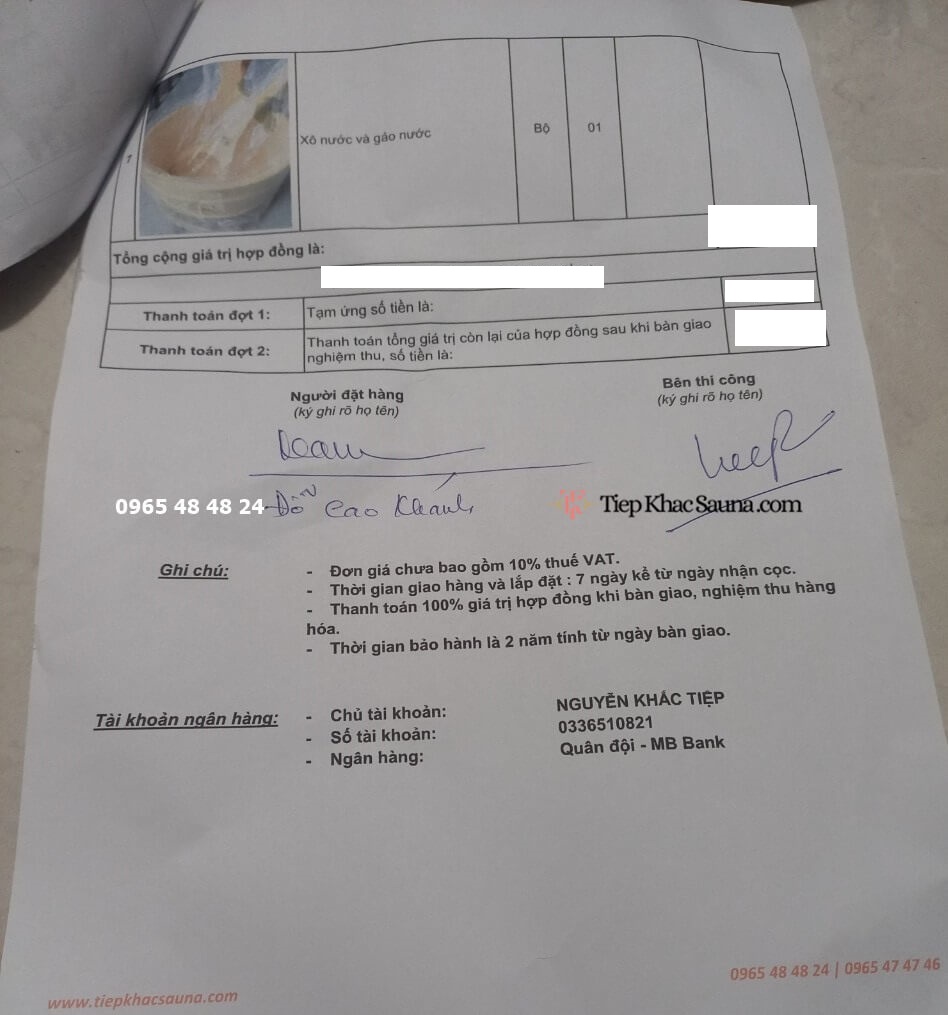 7
Xô nước và gáo nước
Bộ
01
Tổng cộng giá trị hợp đồng là:
Thanh toán đợt 1:
Tạm ứng số tiền là:
Thanh toán đợt 2:
Thanh toán tổng giá trị còn lại của hợp đồng sau khi bàn giao
nghiệm thu, số tiền là:
Người đặt hàng
(ký ghi rõ họ tên)
Bên thi công
(ký ghi rõ họ tên)
0965 48 48 24
Cao Khánh
TiepKhacSauna.com
Ghi chú:
- Đơn giá chưa bao gồm 10% thuế VAT.
- Thời gian giao hàng và lắp đặt : 7 ngày kể từ ngày nhận cọc.
- Thanh toán 100% giá trị hợp đồng khi bàn giao, nghiệm thu hàng
hóa.
- Thời gian bảo hành là 2 năm tính từ ngày bàn giao.
Tài khoản ngân hàng:
- Chủ tài khoản: NGUYỄN KHẮC TIỆP
- Số tài khoản: 0336510821
- Ngân hàng: Quân đội - MB Bank
www.tiepkhacsauna.com
0965 48 48 24 | 0965 47 47 46